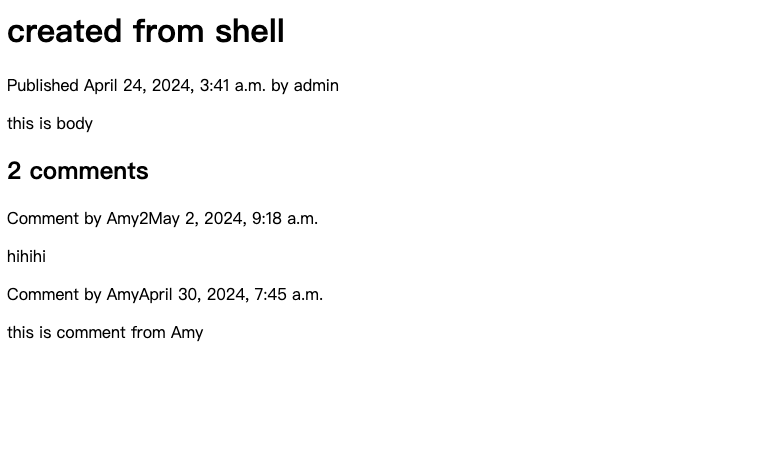 created from shell
Published April 24, 2024, 3:41 a.m. by admin
this is body
2 comments
Comment by Amy2May 2, 2024, 9:18 a.m.
hihihi
Comment by AmyApril 30, 2024, 7:45 a.m.
this is comment from Amy